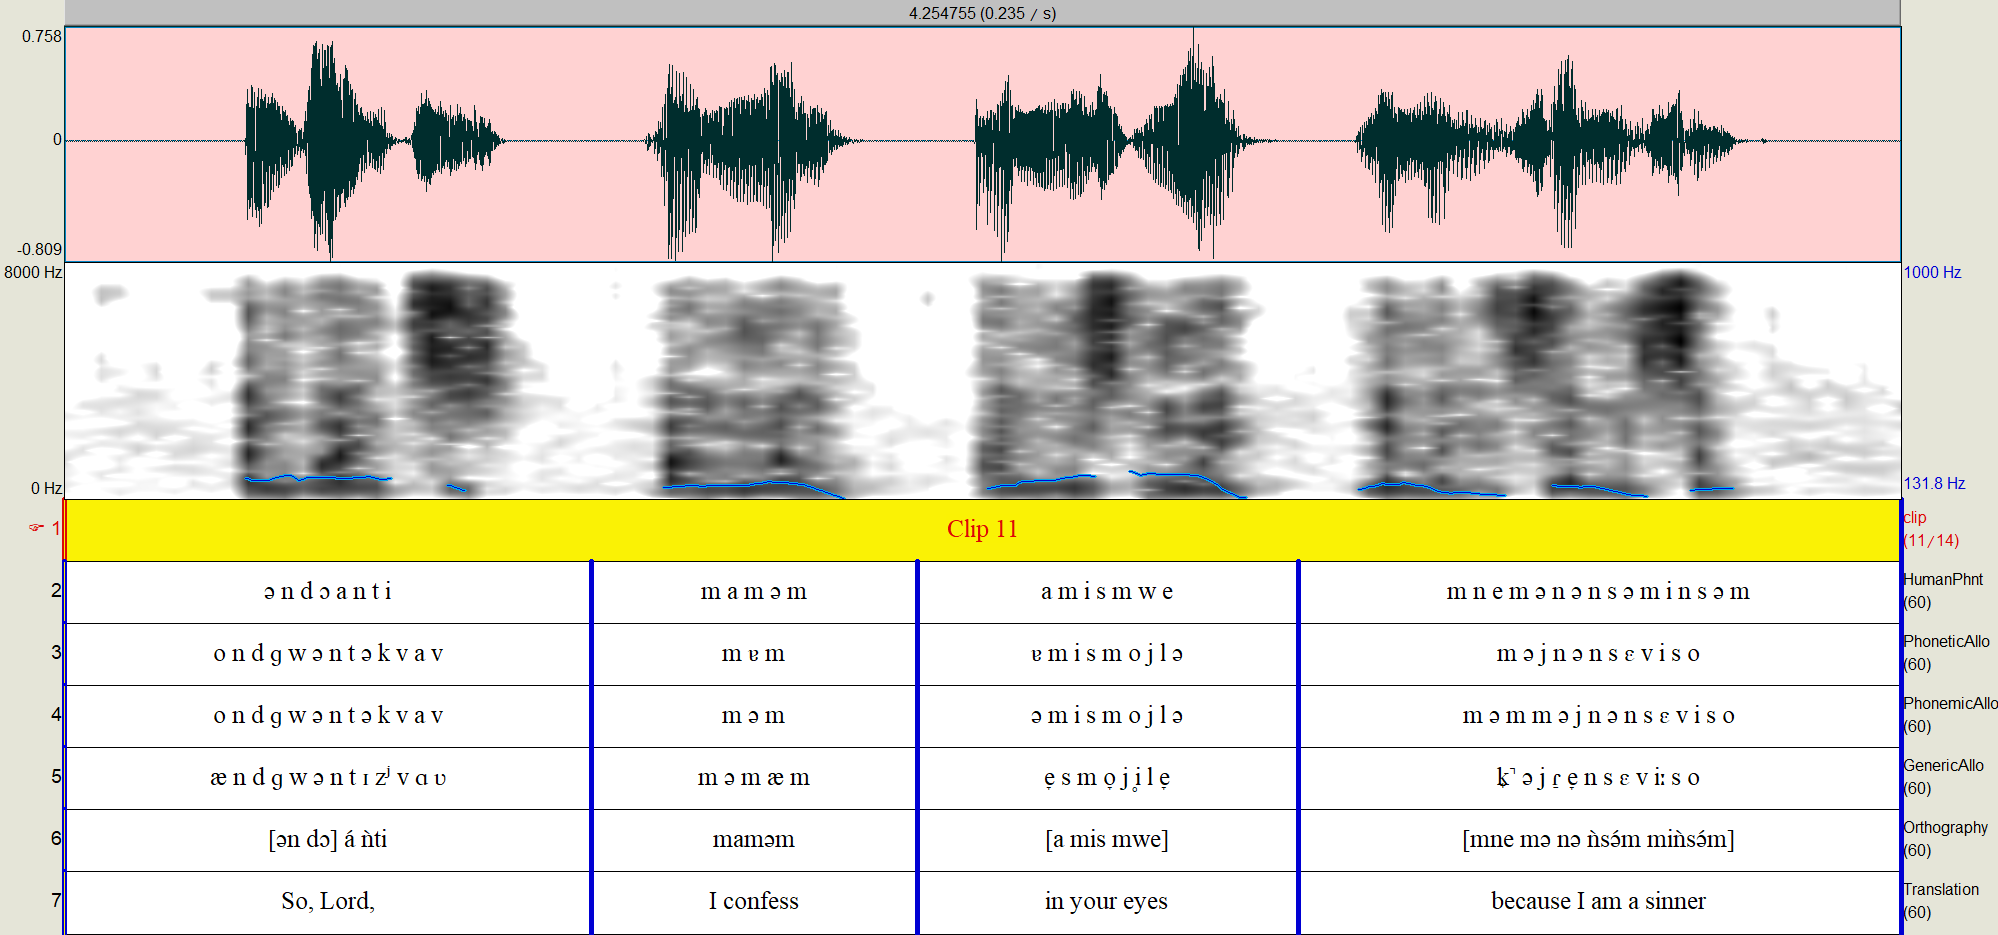 4.254755 (0.235 / s)
0.758
0
-0.809
8000 Hz
1000 Hz
0 Hz
131.8 Hz
☞ 1 Clip 11 clip (11/14)
2 ə n d ɔ a n t i m a m ə m a m i s m w e m n e m ə n ə n s ə m i n s ə m HumanPhnt (60)
3 o n d ɡ w ə n t ə k v a v m ɐ m ɐ m i s m o j l ə m ə j n ə n s ɛ v i s o PhoneticAllo (60)
4 o n d ɡ w ə n t ə k v a v m ə m ə m i s m o j l ə m ə m m ə j n ə n s ɛ v i s o PhonemicAllo (60)
5 æ n d ɡ w ə n t ɪ zʲ v ɑ ʋ m ə m æ m e̞ s m o̞ j i̥ l e̞ k̟̚ ə j ɾ̠ e̞ n s ɛ v iː s o GenericAllo (60)
6 [ən dɔ] á ǹti maməm [a mis mwe] [mne mə nə ǹsə́m miǹsə́m] Orthography (60)
7 So, Lord, I confess in your eyes because I am a sinner Translation (60)